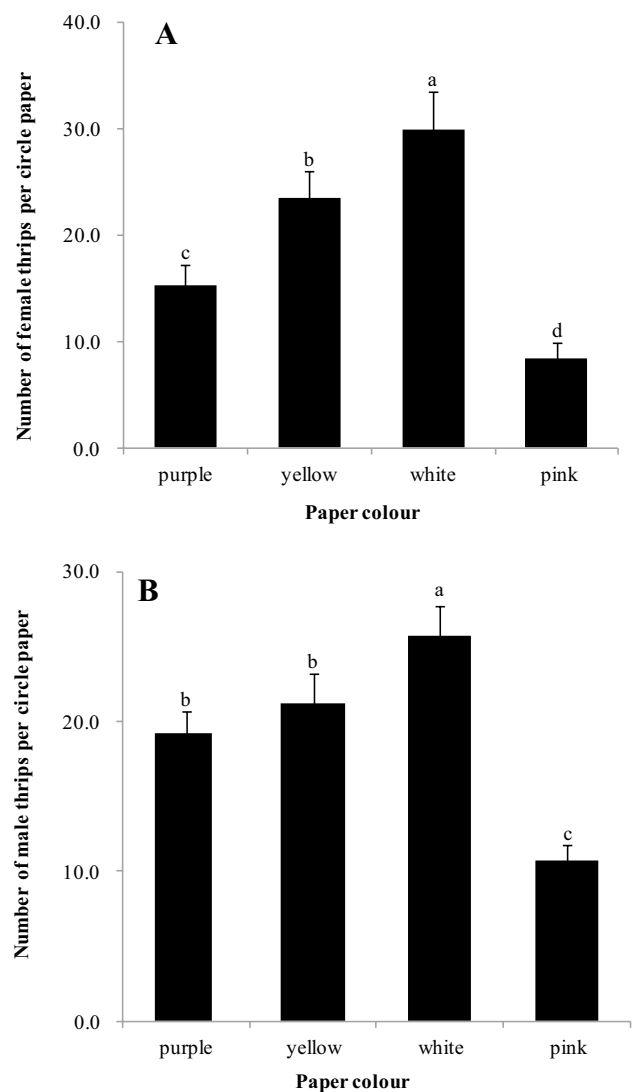 A
Number of female thrips per circle paper
40.0
30.0
20.0
10.0
0.0
c
b
a
d
purple yellow white pink
Paper colour
B
Number of male thrips per circle paper
30.0
20.0
10.0
0.0
b
b
a
c
purple yellow white pink
Paper colour